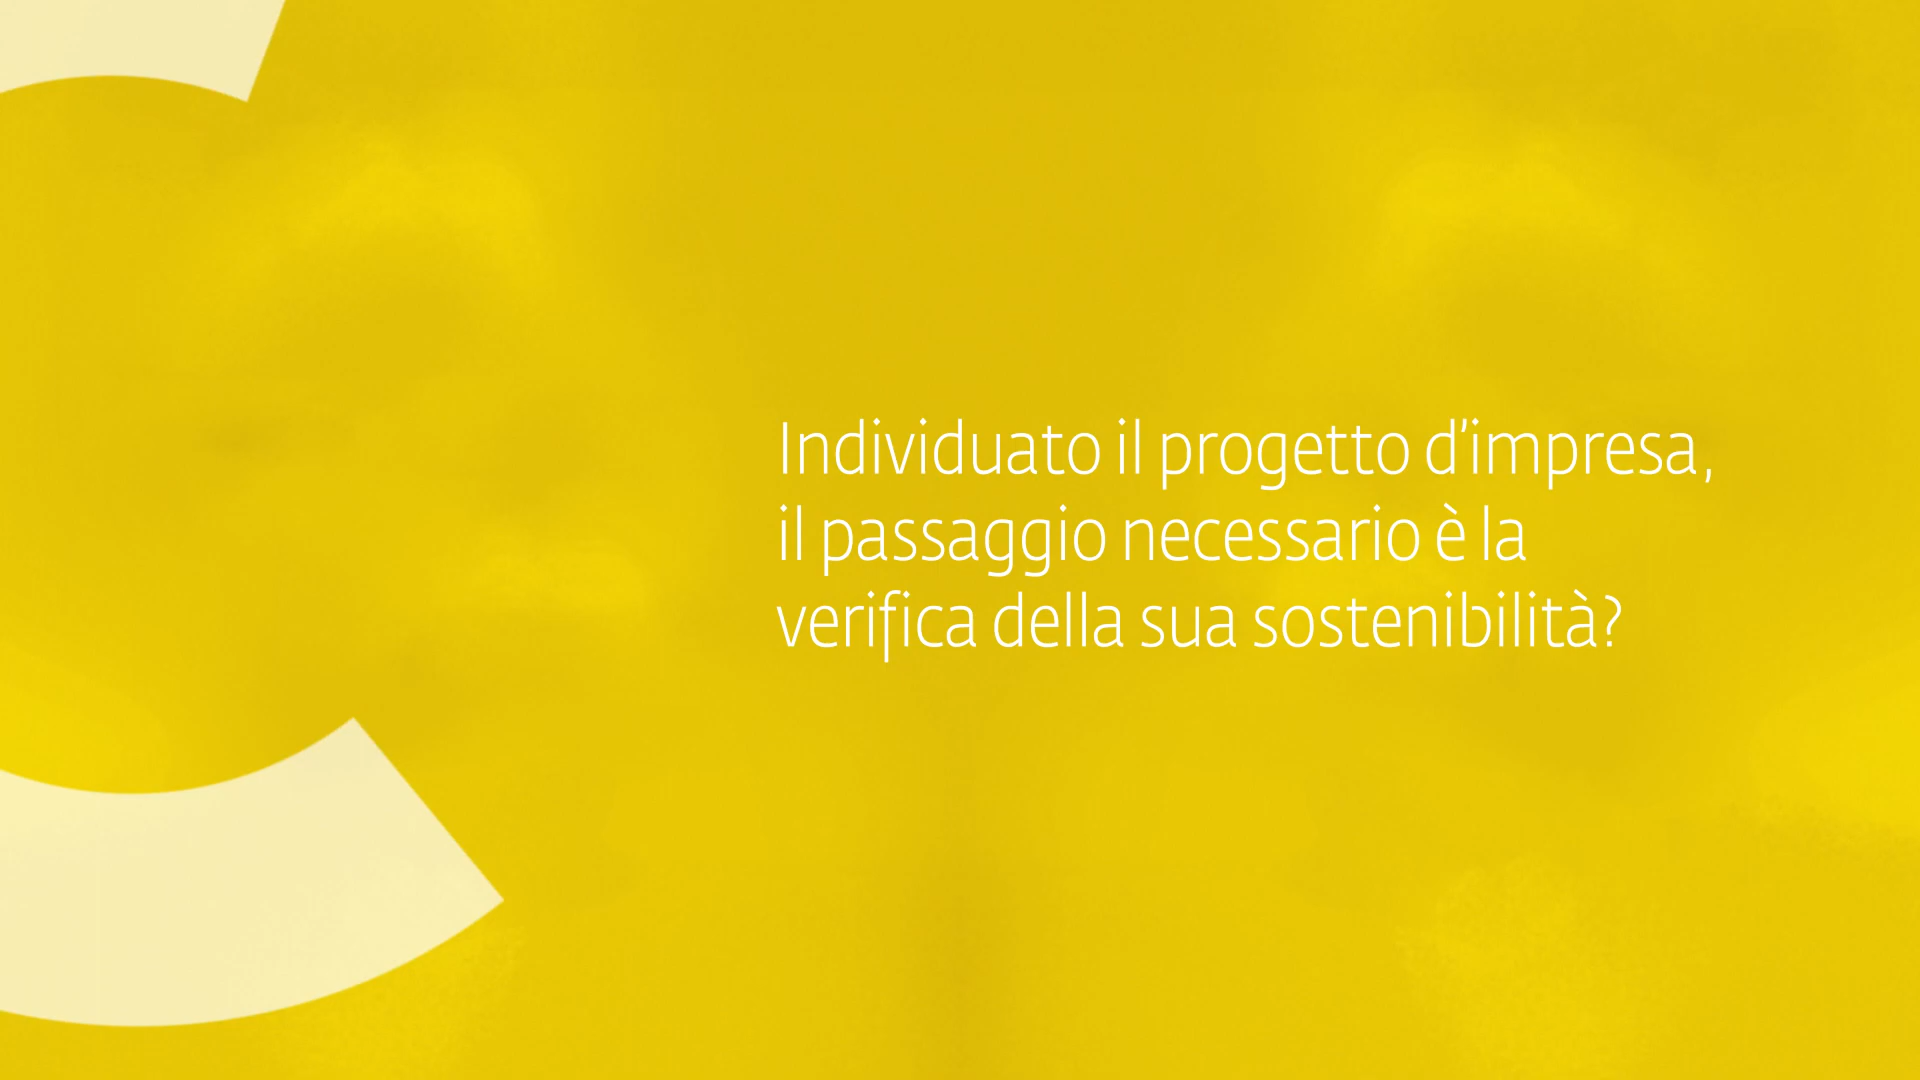 Individuato il progetto d’impresa,
il passaggio necessario è la
verifica della sua sostenibilità?